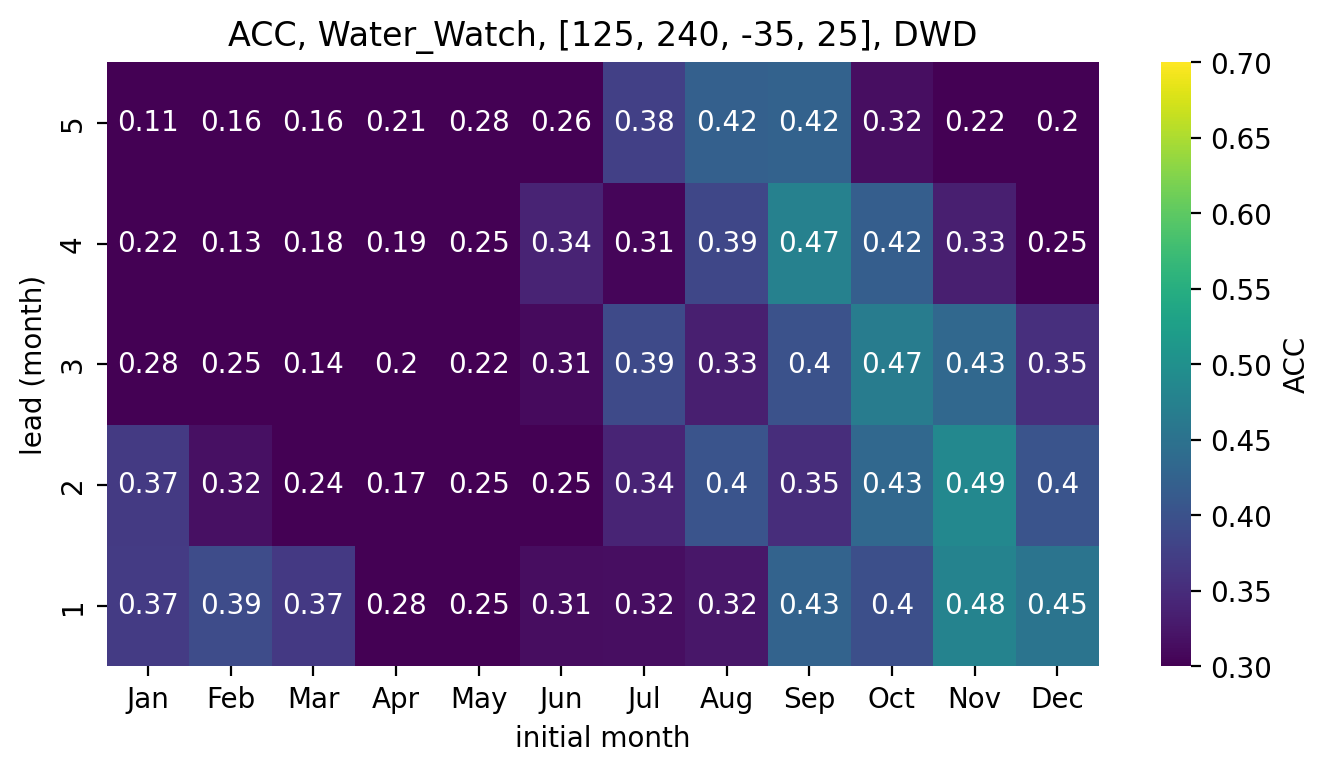 ACC, Water_Watch, [125, 240, -35, 25], DWD
5 0.11 0.16 0.16 0.21 0.28 0.26 0.38 0.42 0.42 0.32 0.22 0.2
4 0.22 0.13 0.18 0.19 0.25 0.34 0.31 0.39 0.47 0.42 0.33 0.25
3 0.28 0.25 0.14 0.2 0.22 0.31 0.39 0.33 0.4 0.47 0.43 0.35
2 0.37 0.32 0.24 0.17 0.25 0.25 0.34 0.4 0.35 0.43 0.49 0.4
1 0.37 0.39 0.37 0.28 0.25 0.31 0.32 0.32 0.43 0.4 0.48 0.45
lead (month)
Jan Feb Mar Apr May Jun Jul Aug Sep Oct Nov Dec
initial month
0.70
0.65
0.60
0.55
0.50
0.45
0.40
0.35
0.30
ACC